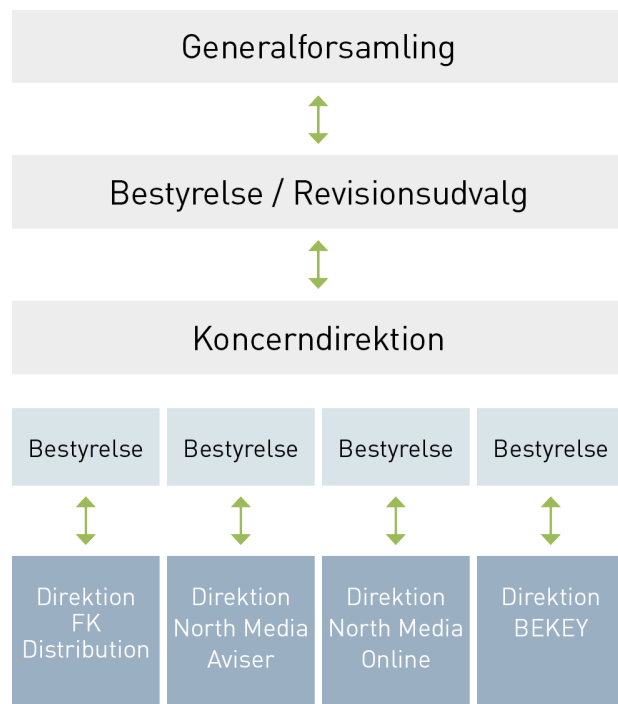 Generalforsamling
Bestyrelse / Revisionsudvalg
Koncerndirektion
Bestyrelse
Bestyrelse
Bestyrelse
Bestyrelse
Direktion
FK
Distribution
Direktion
North Media
Aviser
Direktion
North Media
Online
Direktion
BEKEY